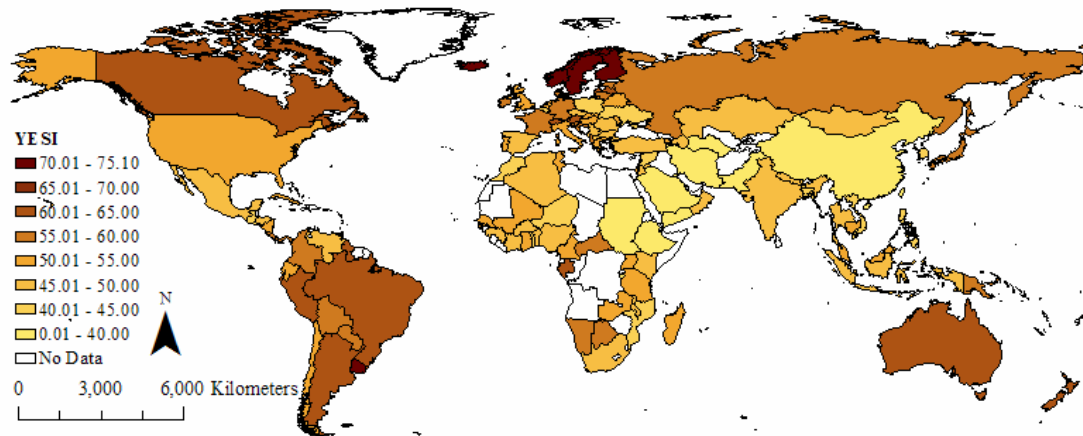 YESI
70.01 - 75.10
65.01 - 70.00
60.01 - 65.00
55.01 - 60.00
50.01 - 55.00
45.01 - 50.00
40.01 - 45.00
0.01 - 40.00
No Data
N
0 3,000 6,000 Kilometers